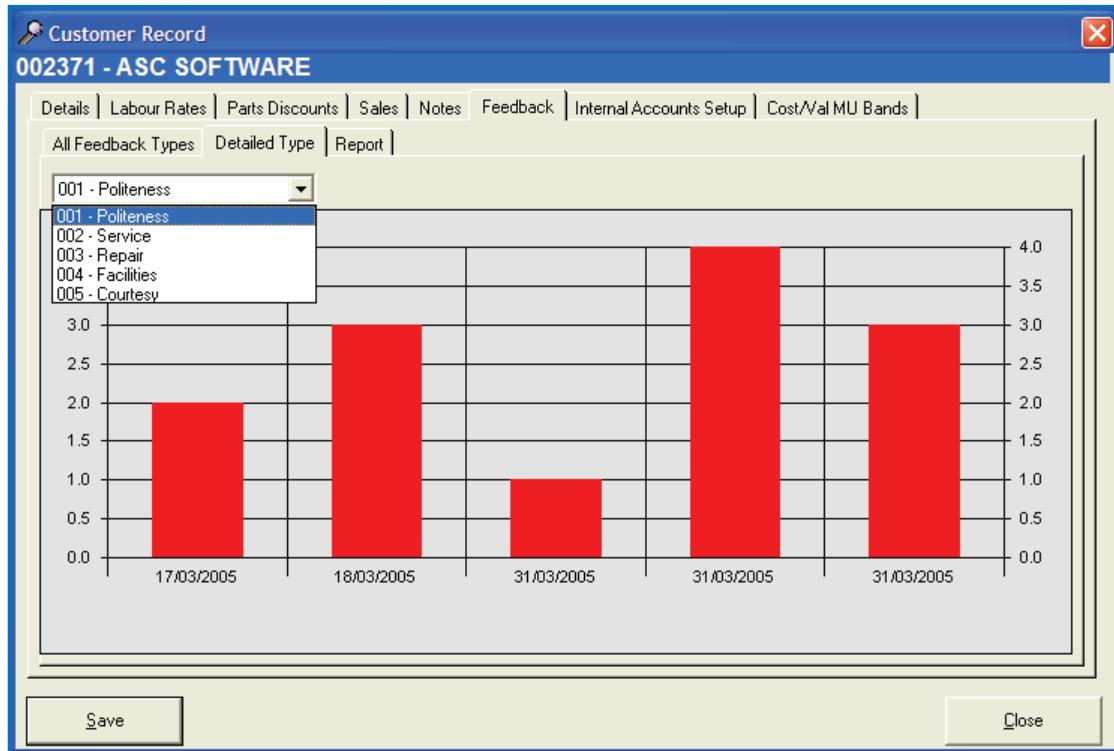 Customer Record
002371 - ASC SOFTWARE
Details Labour Rates Parts Discounts Sales Notes Feedback Internal Accounts Setup Cost/Val MU Bands
All Feedback Types Detailed Type Report
001 - Politeness
001 - Politeness
002 - Service
003 - Repair
004 - Facilities
005 - Courtesy
4.0
3.5
3.0 3.0
2.5 2.5
2.0 2.0
1.5 1.5
1.0 1.0
0.5 0.5
0.0 0.0
17/03/2005 18/03/2005 31/03/2005 31/03/2005 31/03/2005
Save Close